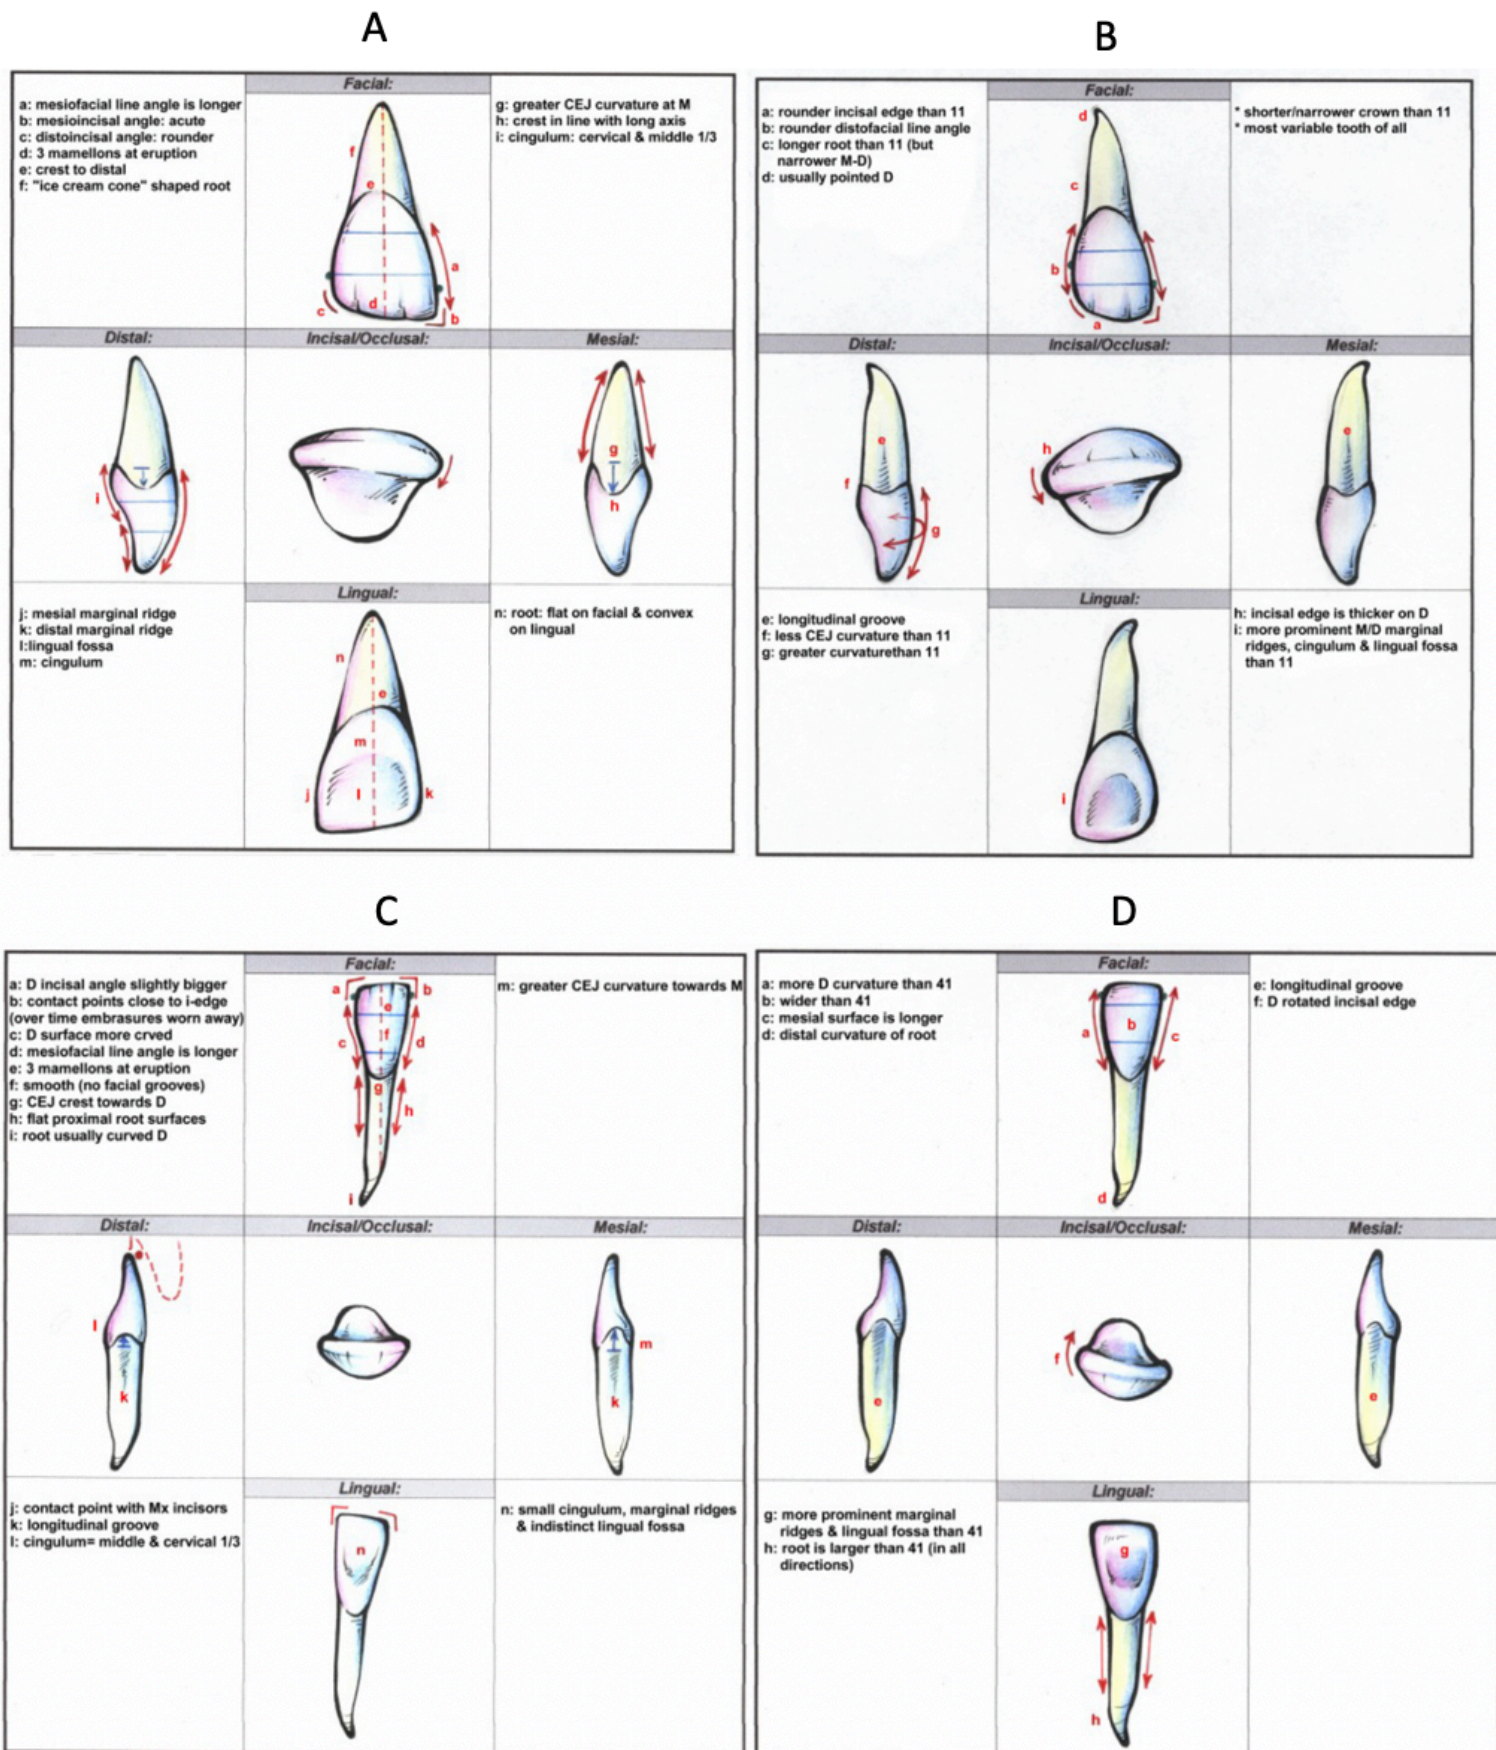 A
Facial:
a: mesiofacial line angle is longer
b: mesioincisal angle: acute
c: distoincisal angle: rounder
d: 3 mamellons at eruption
e: crest to distal
f: "ice cream cone" shaped root
f
e
a
d
c
b
g: greater CEJ curvature at M
h: crest in line with long axis
i: cingulum: cervical & middle 1/3
Distal:
Incisal/Occlusal:
Mesial:
i
g
h
Lingual:
j: mesial marginal ridge
k: distal marginal ridge
l:lingual fossa
m: cingulum
n
e
m
j
l
k
n: root: flat on facial & convex
on lingual
B
Facial:
a: rounder incisal edge than 11
b: rounder distofacial line angle
c: longer root than 11 (but
narrower M-D)
d: usually pointed D
d
c
b
a
* shorter/narrower crown than 11
* most variable tooth of all
Distal:
Incisal/Occlusal:
Mesial:
e
f
g
h
e
Lingual:
e: longitudinal groove
f: less CEJ curvature than 11
g: greater curvaturethan 11
i
h: incisal edge is thicker on D
i: more prominent M/D marginal
ridges, cingulum & lingual fossa
than 11
C
Facial:
a: D incisal angle slightly bigger
b: contact points close to i-edge
(over time embrasures worn away)
c: D surface more crved
d: mesiofacial line angle is longer
e: 3 mamellons at eruption
f: smooth (no facial grooves)
g: CEJ crest towards D
h: flat proximal root surfaces
i: root usually curved D
a
b
e
f
c
d
g
h
i
m: greater CEJ curvature towards M
Distal:
Incisal/Occlusal:
Mesial:
j
l
k
m
k
Lingual:
j: contact point with Mx incisors
k: longitudinal groove
l: cingulum= middle & cervical 1/3
n
n: small cingulum, marginal ridges
& indistinct lingual fossa
D
Facial:
a: more D curvature than 41
b: wider than 41
c: mesial surface is longer
d: distal curvature of root
a
b
c
d
e: longitudinal groove
f: D rotated incisal edge
Distal:
Incisal/Occlusal:
Mesial:
e
f
e
Lingual:
g: more prominent marginal
ridges & lingual fossa than 41
h: root is larger than 41 (in all
directions)
g
h